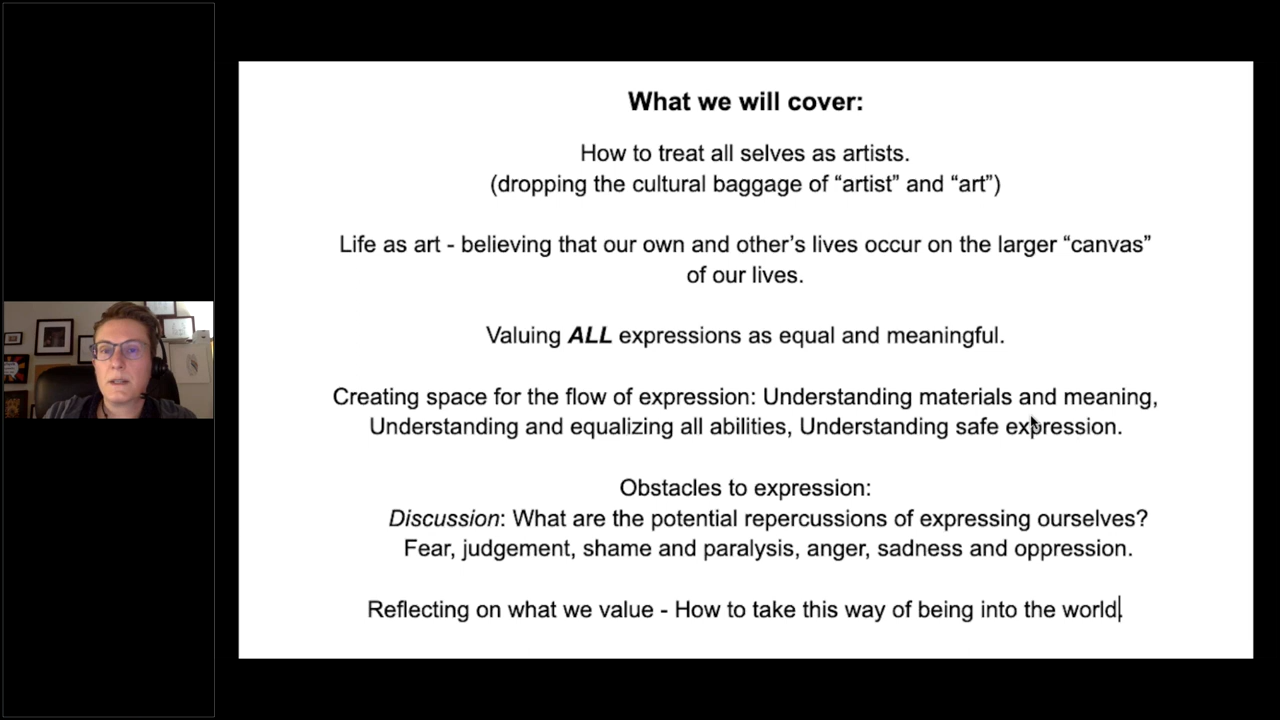 What we will cover:
How to treat all selves as artists.
(dropping the cultural baggage of “artist” and “art”)
Life as art - believing that our own and other’s lives occur on the larger “canvas”
of our lives.
Valuing ALL expressions as equal and meaningful.
Creating space for the flow of expression: Understanding materials and meaning,
Understanding and equalizing all abilities, Understanding safe expression.
Obstacles to expression:
Discussion: What are the potential repercussions of expressing ourselves?
Fear, judgement, shame and paralysis, anger, sadness and oppression.
Reflecting on what we value - How to take this way of being into the world.